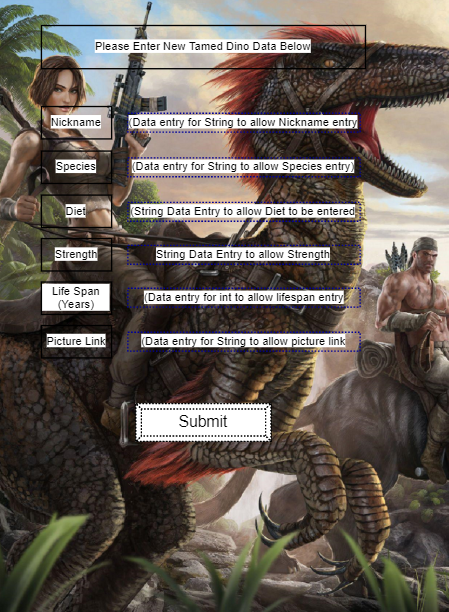 Please Enter New Tamed Dino Data Below
Nickname
(Data entry for String to allow Nickname entry
Species
(Data entry for String to allow Species entry)
Diet
(String Data Entry to allow Diet to be entered
Strength
String Data Entry to allow Strength
Life Span
(Years)
(Data entry for int to allow lifespan entry
Picture Link
(Data entry for String to allow picture link
Submit